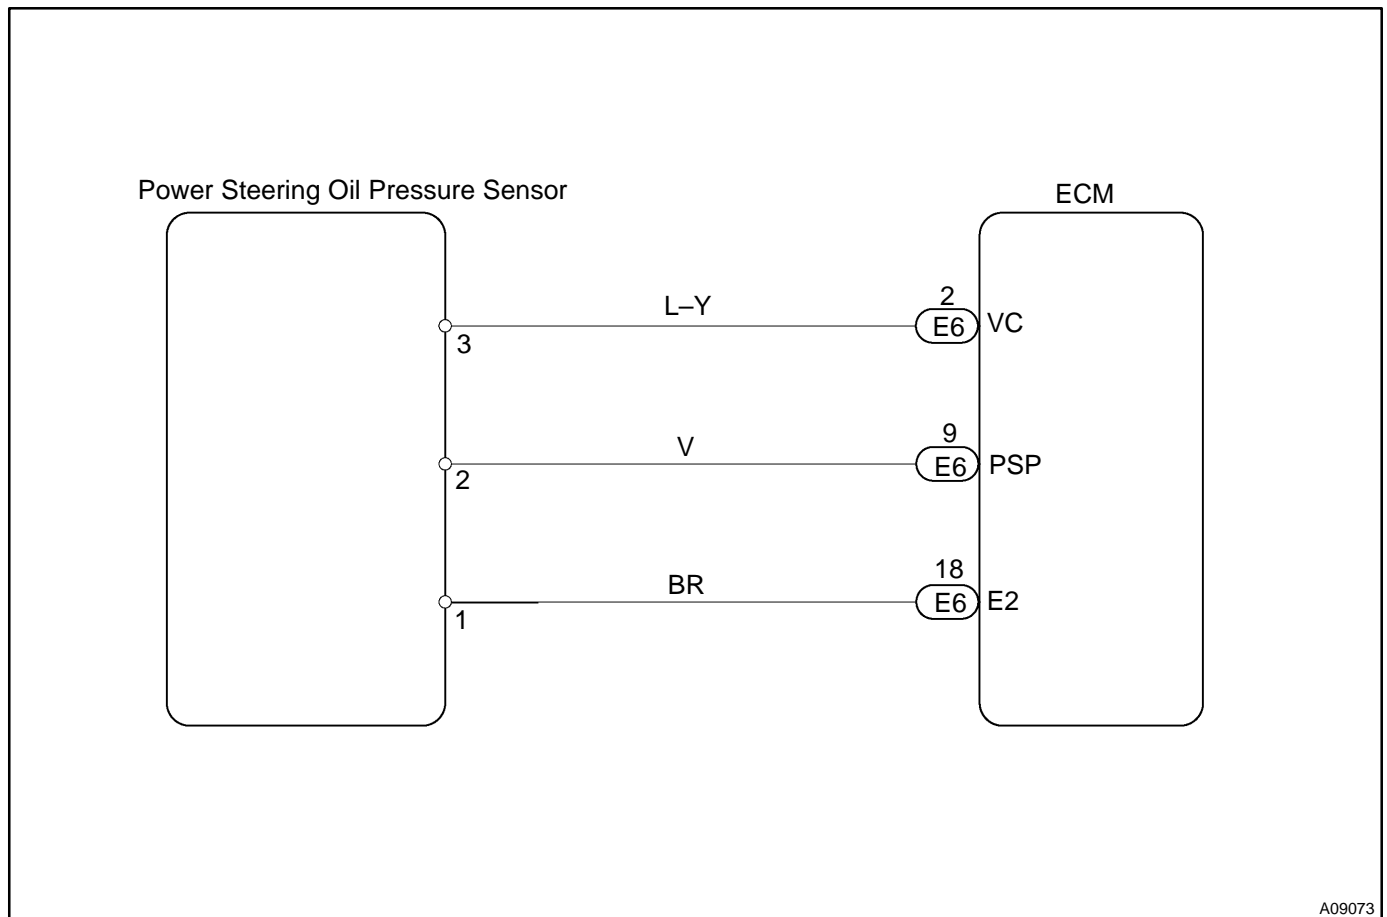 Power Steering Oil Pressure Sensor
ECM
L–Y
2
E6
VC
3
V
9
E6
PSP
2
BR
18
E6
E2
1
A09073